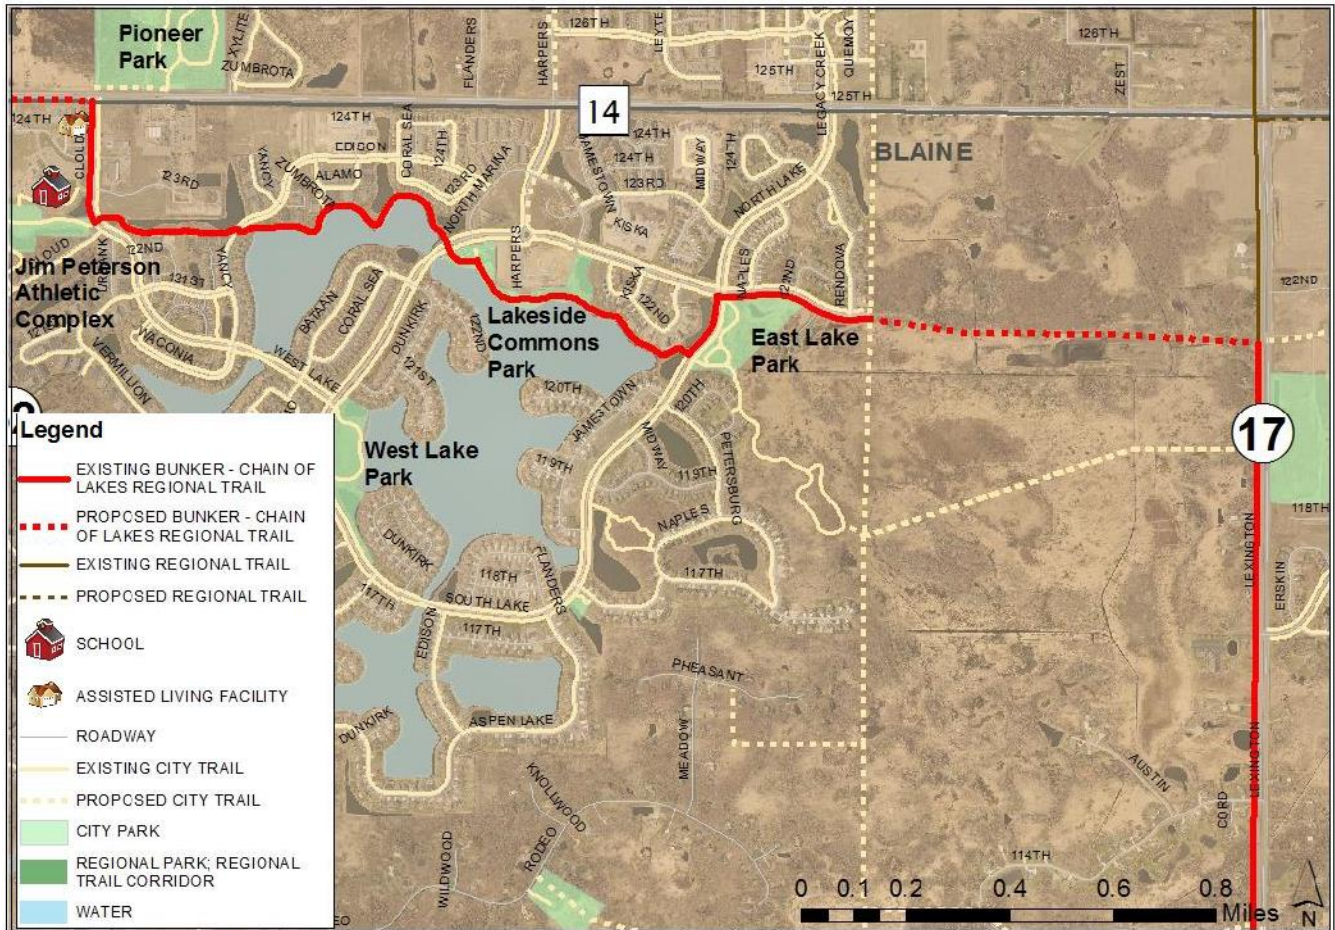 Pioneer
Park
XYLITE
ZUMBROTA
FLANDERS
HARPERS
126TH
LEYTE
125TH
LEGACY CREEK
QUEMOY
125TH
126TH
ZEST
14
124TH
CLOUD
124TH
EDISON
CORAL SEA
124TH
YANCY
ZUMBROTA
ALAMO
123RD
123RD
NORTH MARINA
JAMESTOWN
124TH
124TH
123RD
MIDWAY
124TH
NORTH LAKE
KISKA
BLAINE
CLOUD
URBANK
122ND
YANCY
121ST
Jim Peterson
Athletic
Complex
HARPERS
KISKA
122ND
NAPLES
122ND
RENDOVA
122ND
BATAAN
CORAL SEA
DUNKIRK
121ST
122ND
Lakeside
Commons
Park
East Lake
Park
WACONIA
VERMILLION
WEST LAKE
120TH
JAMESTOWN
120TH
MIDWAY
119TH
119TH
PETERSBURG
West Lake
Park
17
118TH
NAPLES
DUNKIRK
118TH
FLANDERS
117TH
117TH
SOUTH LAKE
117TH
EDISON
LEXINGTON
ERSKIN
PHEASANT
MEADOW
ASPEN LAKE
DUNKIRK
KNOLLWOOD
RODEO
WILDWOOD
AUSTIN
CORD
LEXINGTON
114TH
Legend
EXISTING BUNKER - CHAIN OF
LAKES REGIONAL TRAIL
PROPOSED BUNKER - CHAIN
OF LAKES REGIONAL TRAIL
EXISTING REGIONAL TRAIL
PROPOSED REGIONAL TRAIL
SCHOOL
ASSISTED LIVING FACILITY
ROADWAY
EXISTING CITY TRAIL
PROPOSED CITY TRAIL
CITY PARK
REGIONAL PARK; REGIONAL
TRAIL CORRIDOR
WATER
0 0.1 0.2 0.4 0.6 0.8
Miles
N